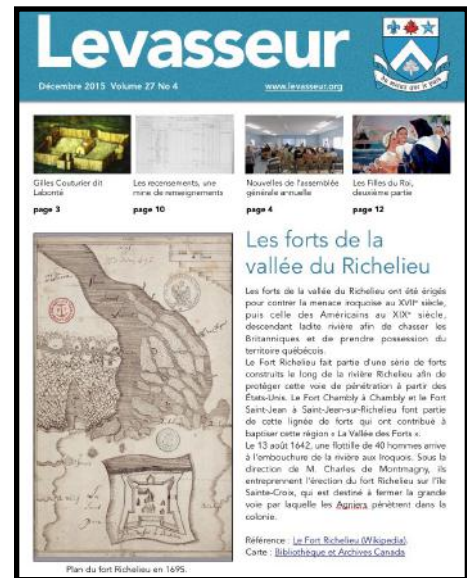 Levasseur
Décembre 2015 Volume 27 No 4
www.levasseur.org
Au mieux que je puis
Gilles Couturier dit
Labonté
page 3
Les recensements, une
mine de renseignements
page 10
Nouvelles de l'assemblée
générale annuelle
page 4
Les Filles du Roi,
deuxième partie
page 12
Les forts de la
vallée du Richelieu
Les forts de la vallée du Richelieu ont été érigés
pour contrer la menace iroquoise au XVIIe siècle,
puis celle des Américains au XIXe siècle,
descendant ladite rivière afin de chasser les
Britanniques et de prendre possession du
territoire québécois.
Le Fort Richelieu fait partie d'une série de forts
construits le long de la rivière Richelieu afin de
protéger cette voie de pénétration à partir des
États-Unis. Le Fort Chambly à Chambly et le Fort
Saint-Jean à Saint-Jean-sur-Richelieu font partie
de cette lignée de forts qui ont contribué à
baptiser cette région « La Vallée des Forts ».
Le 13 août 1642, une flottille de 40 hommes arrive
à l'embouchure de la rivière aux Iroquois. Sous la
direction de M. Charles de Montmagny, ils
entreprennent l'érection du fort Richelieu sur l'île
Sainte-Croix, qui est destiné à fermer la grande
voie par laquelle les Agniers pénètrent dans la
colonie.
Référence : Le Fort Richelieu (Wikipedia).
Carte : Bibliothèque et Archives Canada
Plan du fort Richelieu en 1695.